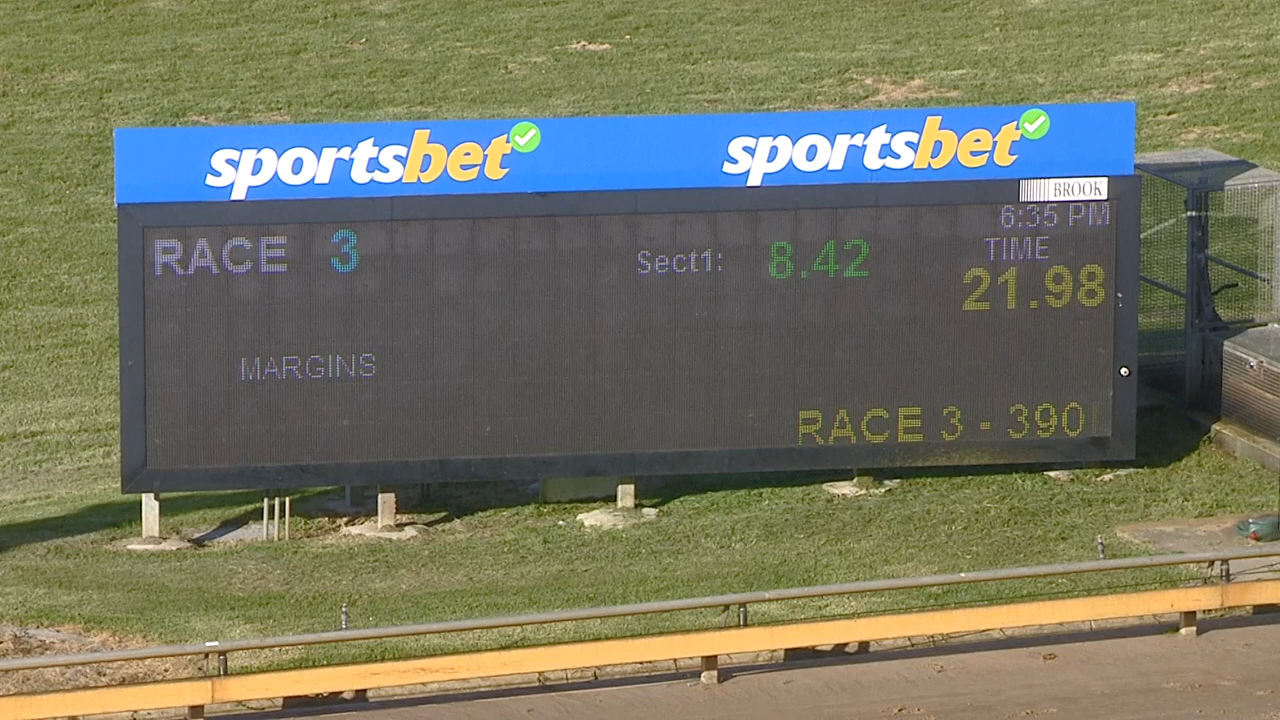 sportsbet sportsbet
BROOK
6:35 PM
RACE 3 Sect1: 8.42 TIME
21.98
MARGINS
RACE 3 - 390